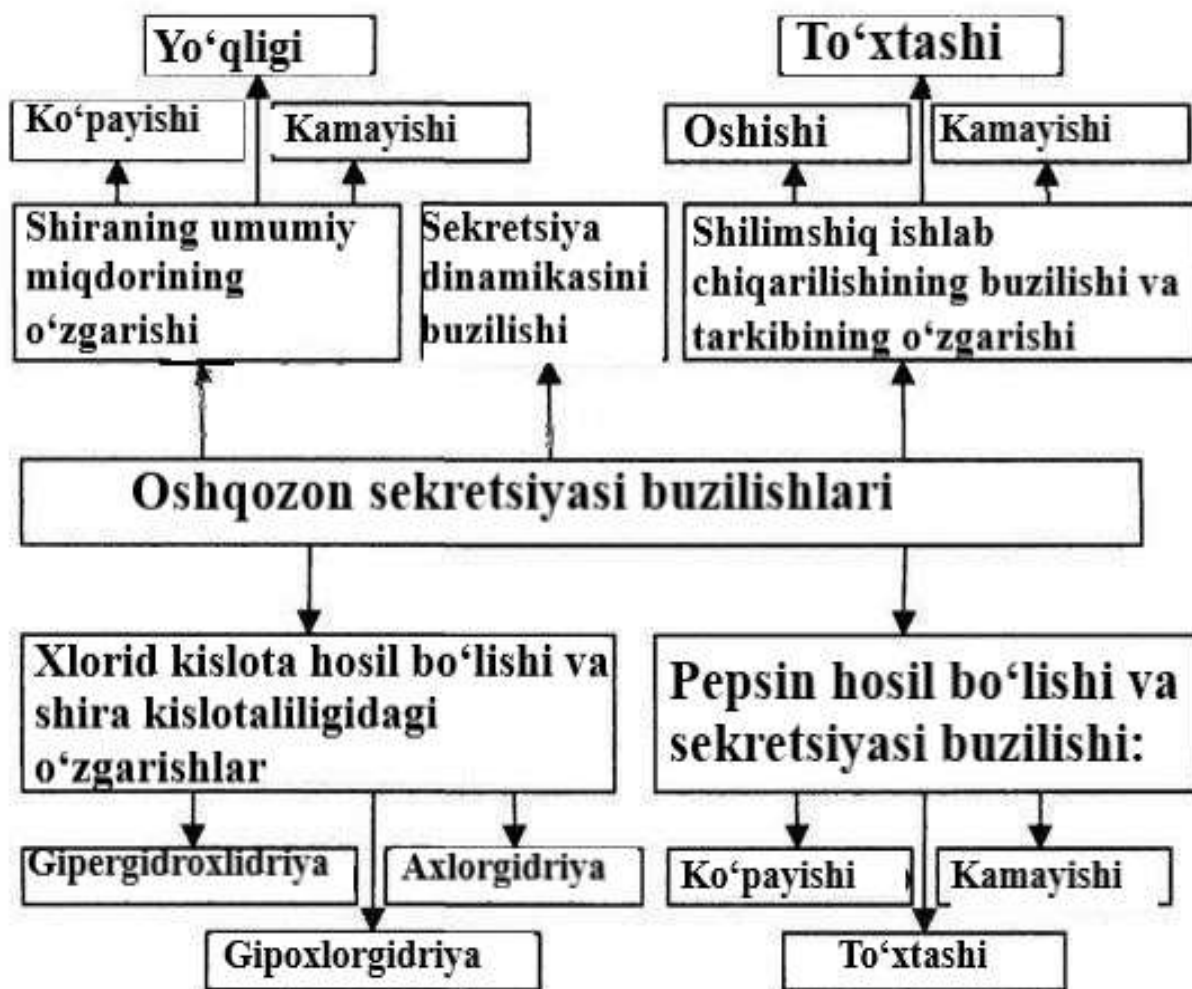 Yo‘qligi
To‘xtashi
Ko‘payishi
Kamayishi
Oshishi
Kamayishi
Shiraning umumiy
miqdorining
o‘zgarishi
Sekretsiya
dinamikasini
buzilishi
Shilimshiq ishlab
chiqarilishining buzilishi va
tarkibining o‘zgarishi
Oshqozon sekretsiyasi buzilishlari
Xlorid kislota hosil bo‘lishi va
shira kislotaliligidagi
o‘zgarishlar
Pepsin hosil bo‘lishi va
sekretsiyasi buzilishi:
Gipergidroxlidriya
Axlorgidriya
Ko‘payishi
Kamayishi
Gipoxlorgidriya
To‘xtashi